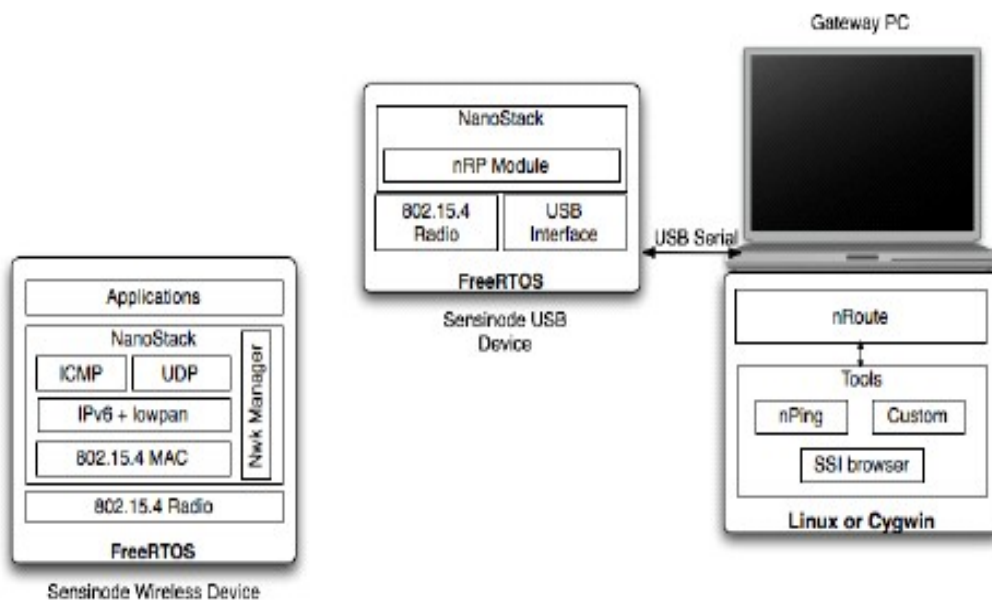 Gateway PC
NanoStack
nRP Module
802.15.4
Radio
USB
Interface
FreeRTOS
Sensinode USB
Device
USB Serial
nRoute
Tools
nPing
Custom
SSI browser
Linux or Cygwin
Applications
NanoStack
ICMP
UDP
IPv6 + lowpan
802.15.4 MAC
Nwk Manager
802.15.4 Radio
FreeRTOS
Sensinode Wireless Device